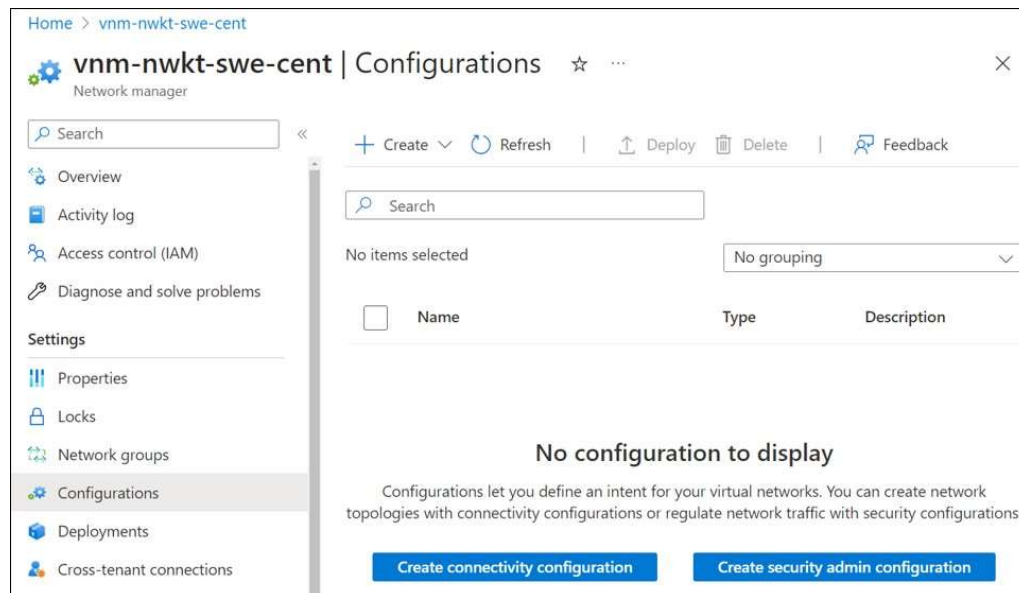 Home > vnm-nwkt-swe-cent
vnm-nwkt-swe-cent | Configurations ☆ ...
Network manager
Search «
Overview
Activity log
Access control (IAM)
Diagnose and solve problems
Settings
Properties
Locks
Network groups
Configurations
Deployments
Cross-tenant connections
+ Create Refresh | Deploy Delete | Feedback
Search
No items selected No grouping
Name Type Description
No configuration to display
Configurations let you define an intent for your virtual networks. You can create network
topologies with connectivity configurations or regulate network traffic with security configurations
Create connectivity configuration Create security admin configuration